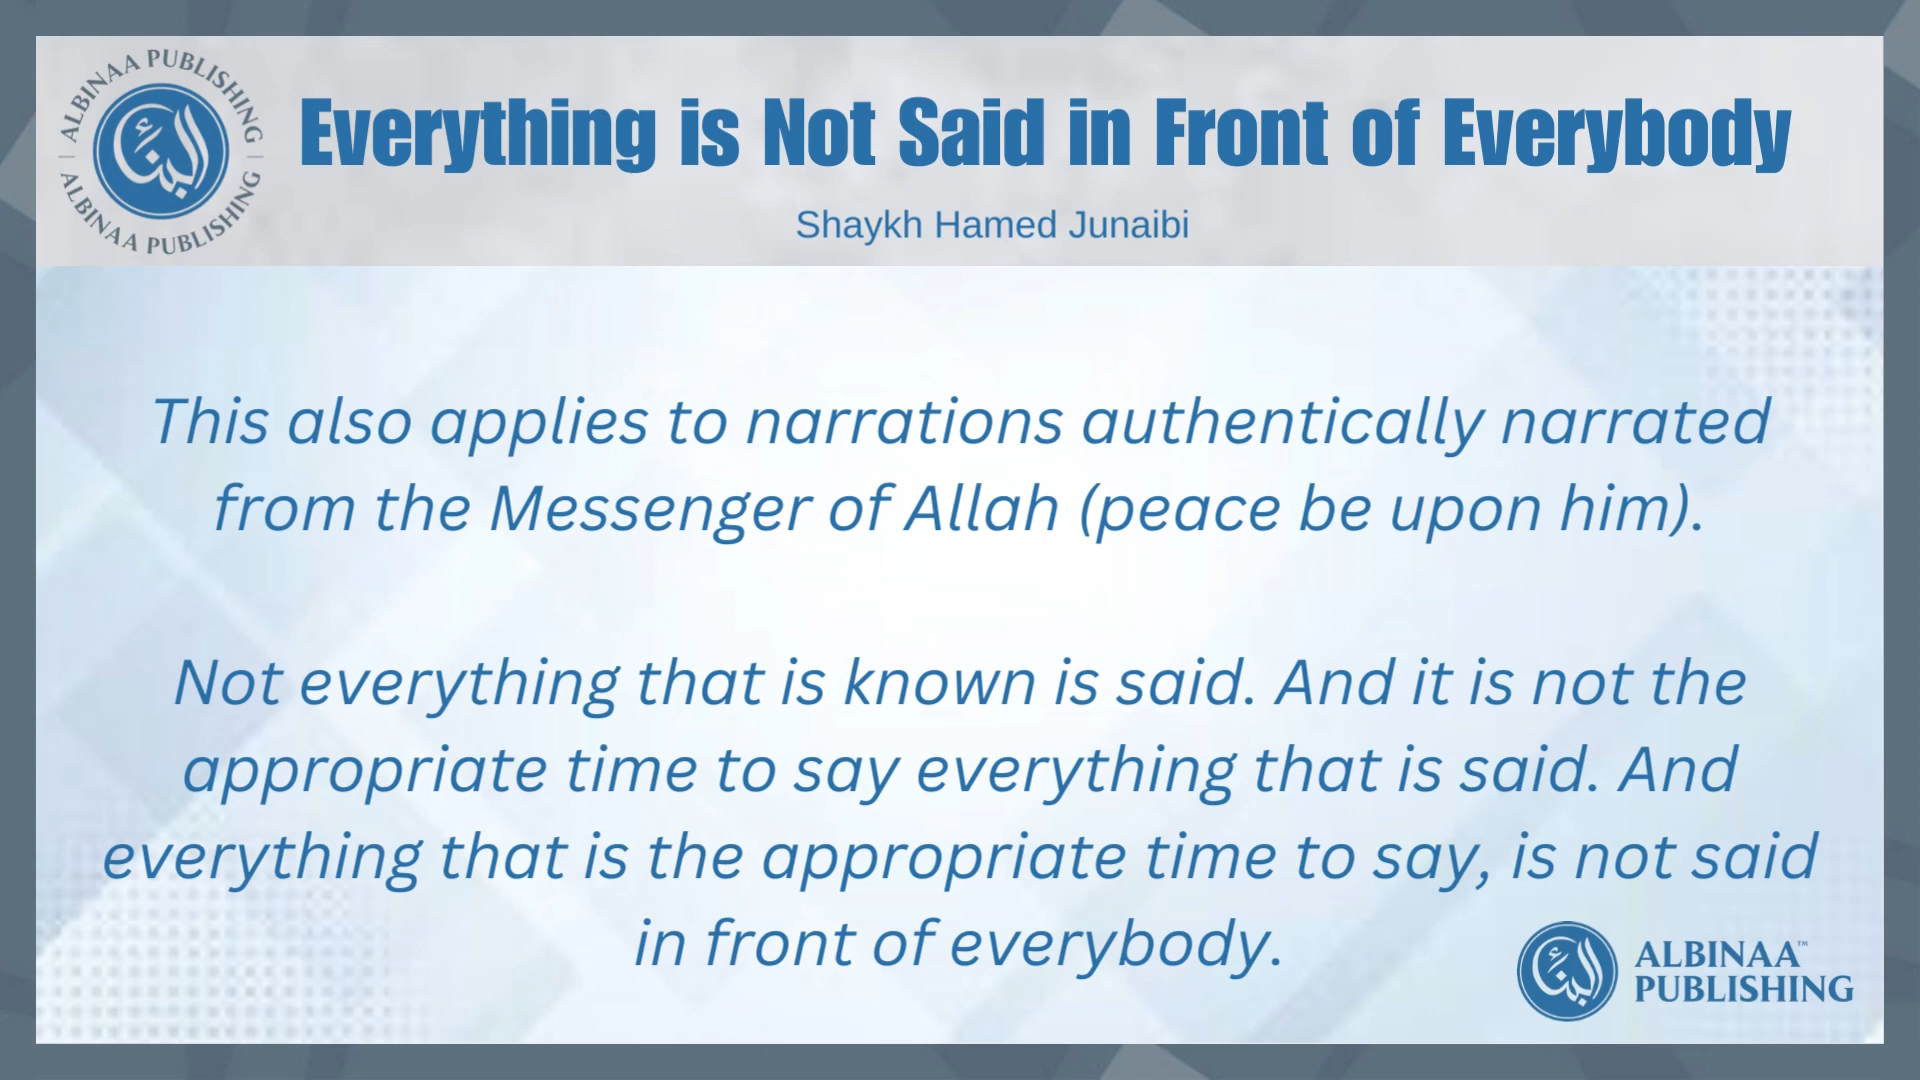 ALBINAA PUBLISHING
ALBINAA PUBLISHING
البناء
Everything is Not Said in Front of Everybody
Shaykh Hamed Junaibi
This also applies to narrations authentically narrated
from the Messenger of Allah (peace be upon him).
Not everything that is known is said. And it is not the
appropriate time to say everything that is said. And
everything that is the appropriate time to say, is not said
in front of everybody.
البناء
ALBINAA™
PUBLISHING